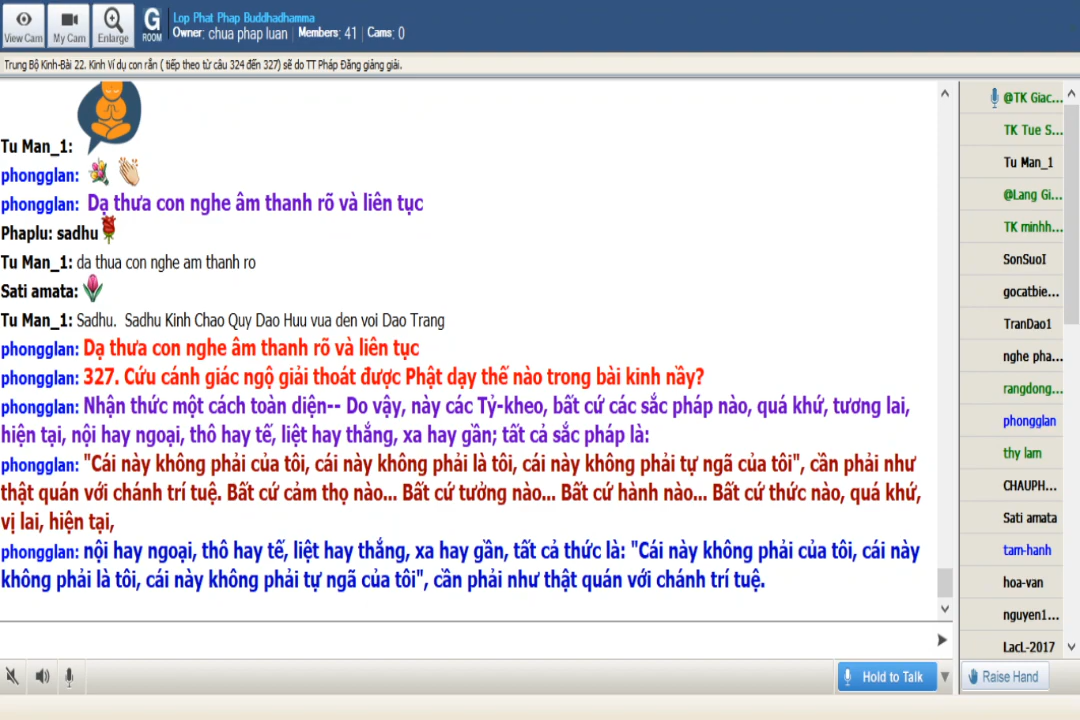 View Cam
My Cam
Enlarge
G
ROOM
Lop Phat Phap Buddhadhamma
Owner: chua phap luan | Members: 41 | Cams: 0
Trung Bộ Kinh-Bài 22. Kinh Ví dụ con rắn ( tiếp theo từ câu 324 đến 327) sẽ do TT Pháp Đăng giảng giải.
Tu Man_1:
phongglan:
phongglan: Dạ thưa con nghe âm thanh rõ và liên tục
Phaplu: sadhu
Tu Man_1: da thua con nghe am thanh ro
Sati amata:
Tu Man_1: Sadhu. Sadhu Kinh Chao Quy Dao Huu vua den voi Dao Trang
phongglan: Dạ thưa con nghe âm thanh rõ và liên tục
phongglan: 327. Cứu cánh giác ngộ giải thoát được Phật dạy thế nào trong bài kinh nầy?
phongglan: Nhận thức một cách toàn diện-- Do vậy, này các Tỷ-kheo, bất cứ các sắc pháp nào, quá khứ, tương lai,
hiện tại, nội hay ngoại, thô hay tế, liệt hay thắng, xa hay gần; tất cả sắc pháp là:
phongglan: "Cái này không phải của tôi, cái này không phải là tôi, cái này không phải tự ngã của tôi", cần phải như
thật quán với chánh trí tuệ. Bất cứ cảm thọ nào... Bất cứ tưởng nào... Bất cứ hành nào... Bất cứ thức nào, quá khứ,
vị lai, hiện tại,
phongglan: nội hay ngoại, thô hay tế, liệt hay thắng, xa hay gần, tất cả thức là: "Cái này không phải của tôi, cái này
không phải là tôi, cái này không phải tự ngã của tôi", cần phải như thật quán với chánh trí tuệ.
@TK Giac...
TK Tue S...
Tu Man_1
@Lang Gi...
TK minhh...
SonSuoI
gocatbie...
TranDao1
nghe pha...
rangdong...
phongglan
thy lam
CHAUPH...
Sati amata
tam-hanh
hoa-van
nguyen1...
LacL-2017
Hold to Talk
Raise Hand